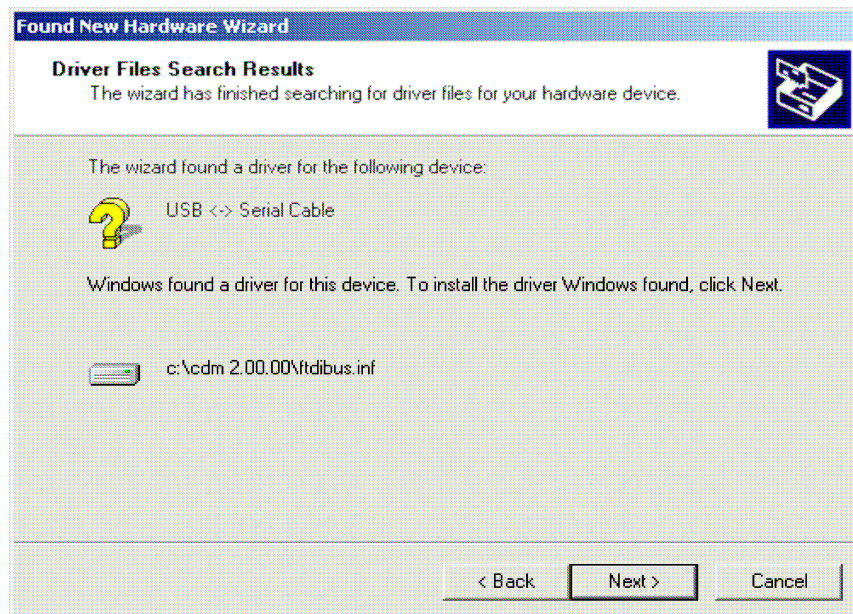 Found New Hardware Wizard
Driver Files Search Results
The wizard has finished searching for driver files for your hardware device.
The wizard found a driver for the following device:
USB <-> Serial Cable
Windows found a driver for this device. To install the driver Windows found, click Next.
c:\cdm 2.00.00\ftdibus.inf
< Back Next > Cancel